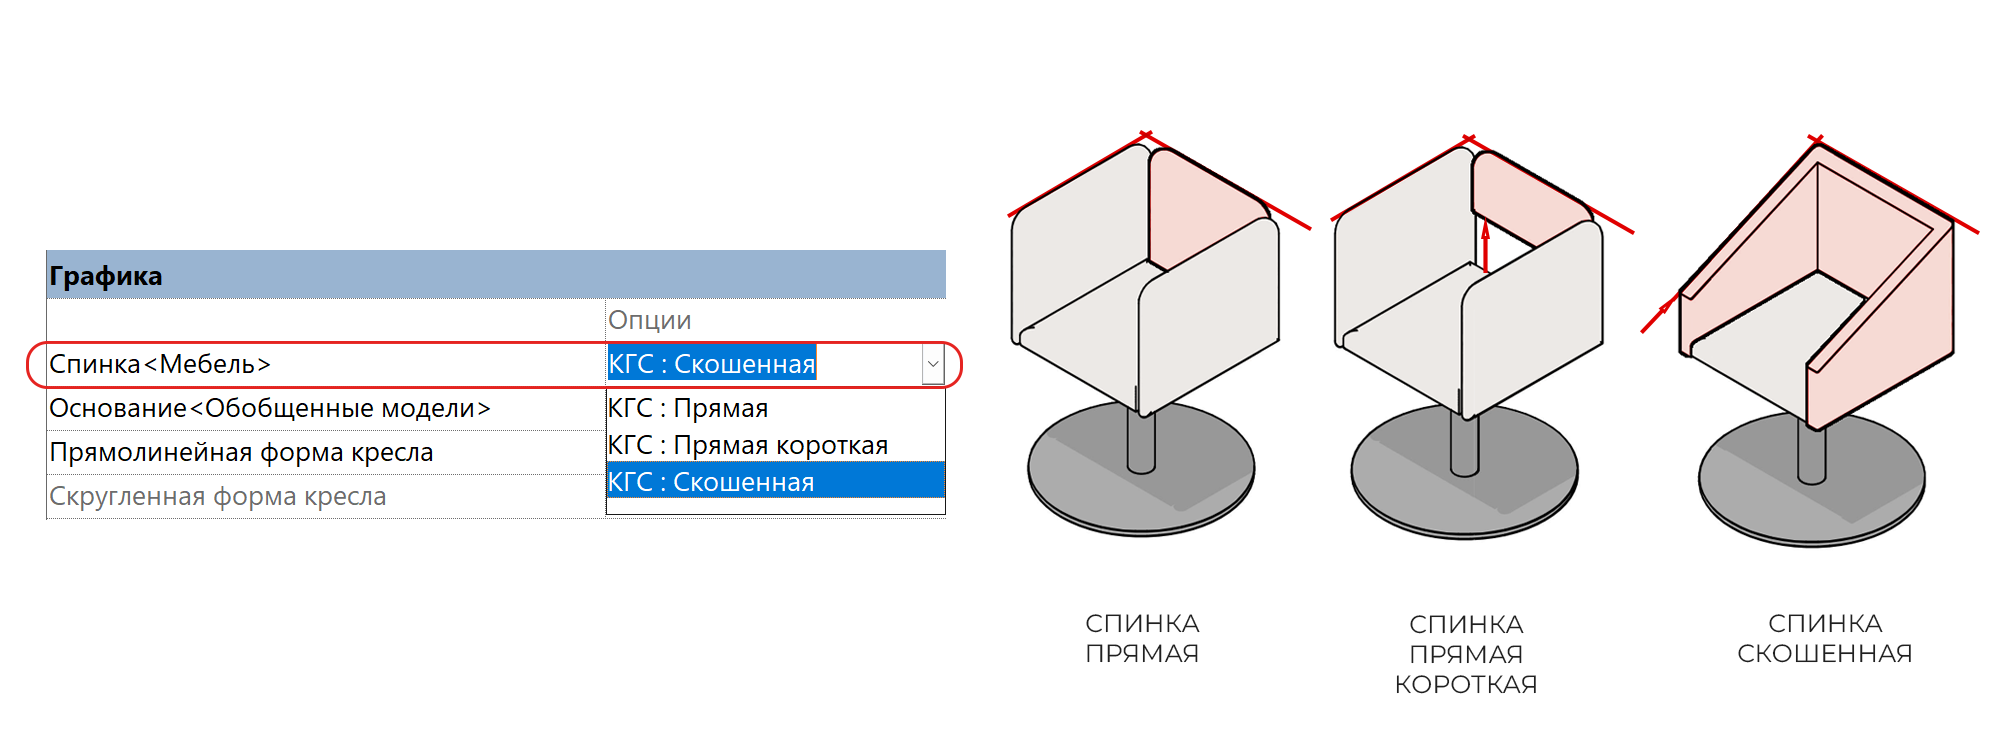 Графика
Опции
Спинка<Мебель>
КГС : Скошенная
Основание<Обобщенные модели>
КГС : Прямая
Прямолинейная форма кресла
КГС : Прямая короткая
Скругленная форма кресла
КГС : Скошенная
СПИНКА
ПРЯМАЯ
СПИНКА
ПРЯМАЯ
КОРОТКАЯ
СПИНКА
СКОШЕННАЯ